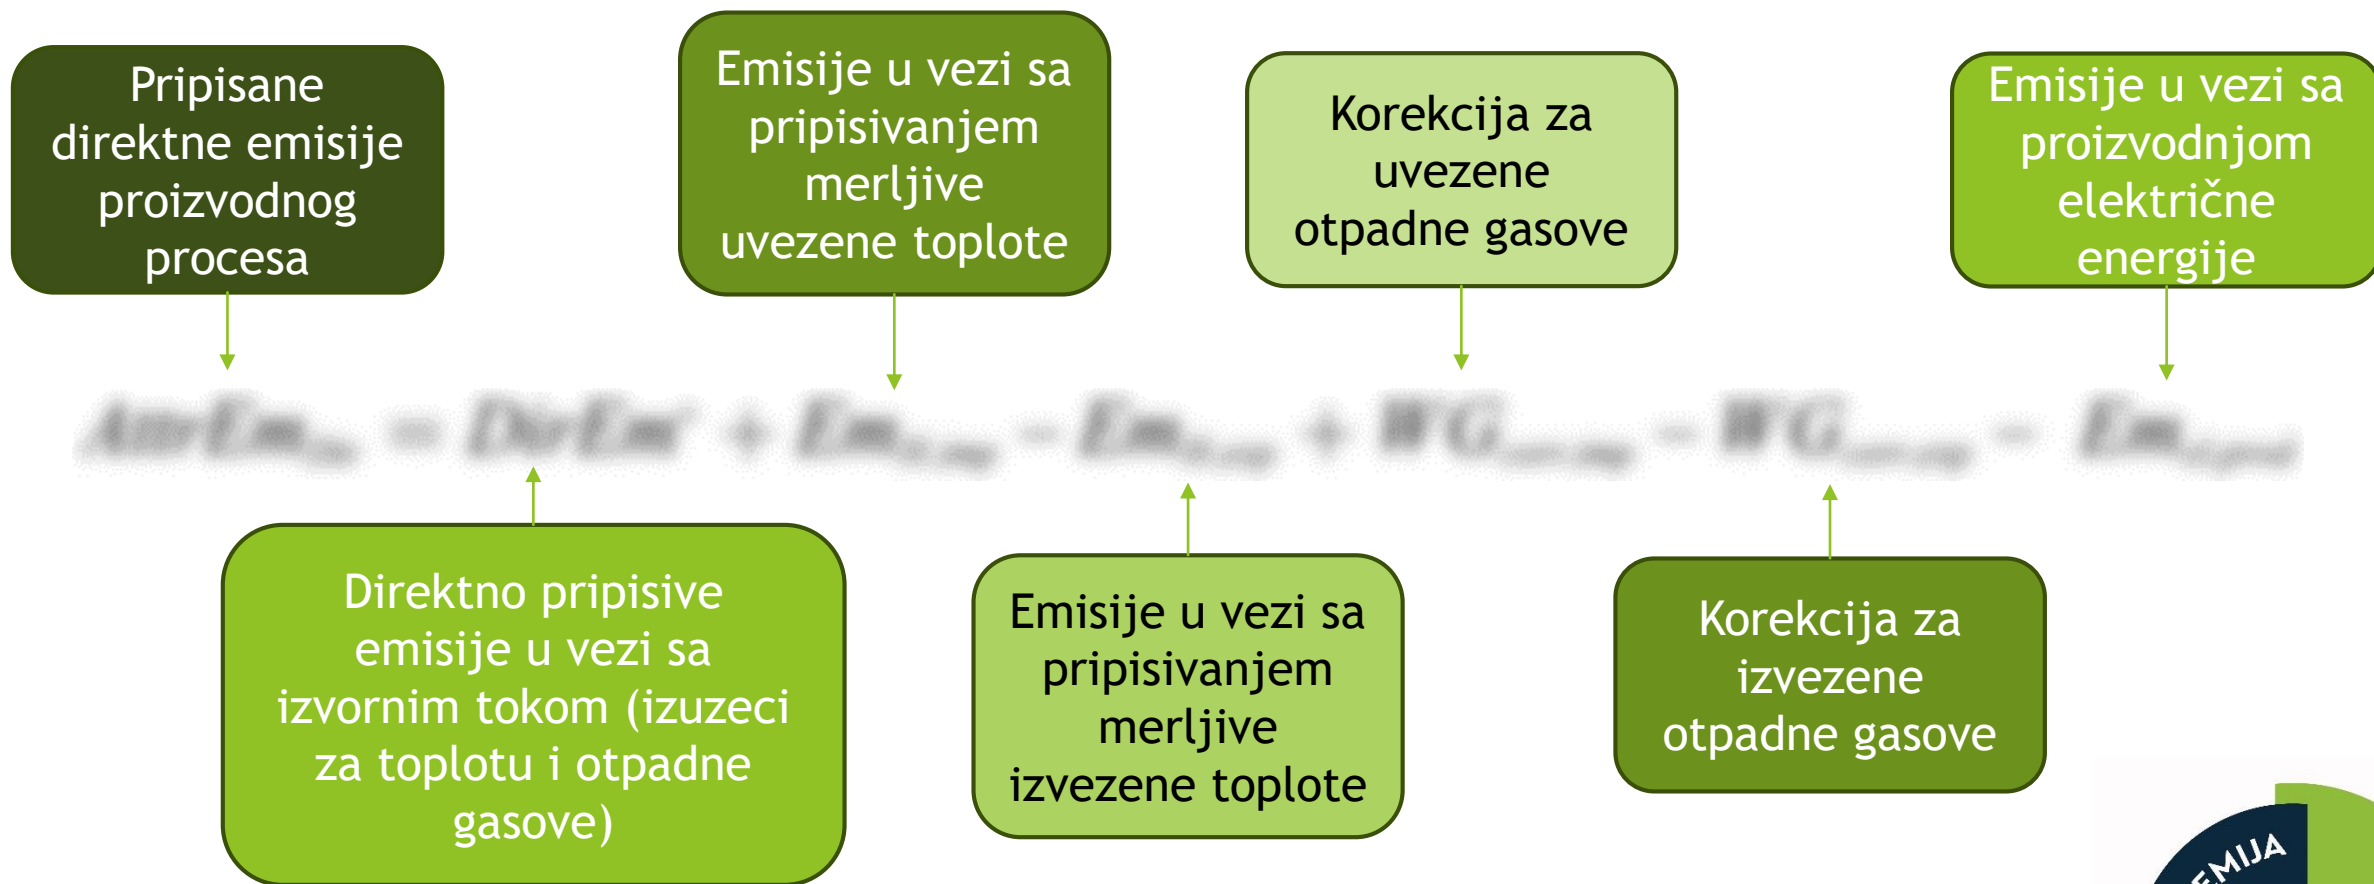 Pripisane
direktne emisije
proizvodnog
procesa
Emisije u vezi sa
pripisivanjem
merljive
uvezene toplote
Korekcija za
uvezene
otpadne gasove
Emisije u vezi sa
proizvodnjom
električne
energije
Direktno pripisive
emisije u vezi sa
izvornim tokom (izuzeci
za toplotu i otpadne
gasove)
Emisije u vezi sa
pripisivanjem
merljive
izvezene toplote
Korekcija za
izvezene
otpadne gasove